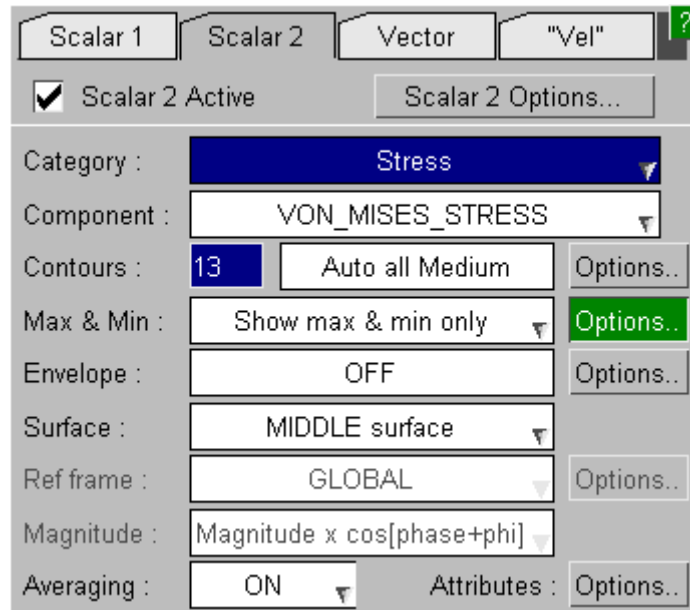 Scalar 1 Scalar 2 Vector "Vel" ?
Scalar 2 Active Scalar 2 Options...
Category : Stress
Component : VON_MISES_STRESS
Contours : 13 Auto all Medium Options..
Max & Min : Show max & min only Options..
Envelope : OFF Options..
Surface : MIDDLE surface
Ref frame : GLOBAL Options..
Magnitude : Magnitude x cos[phase+phi]
Averaging : ON Attributes : Options..